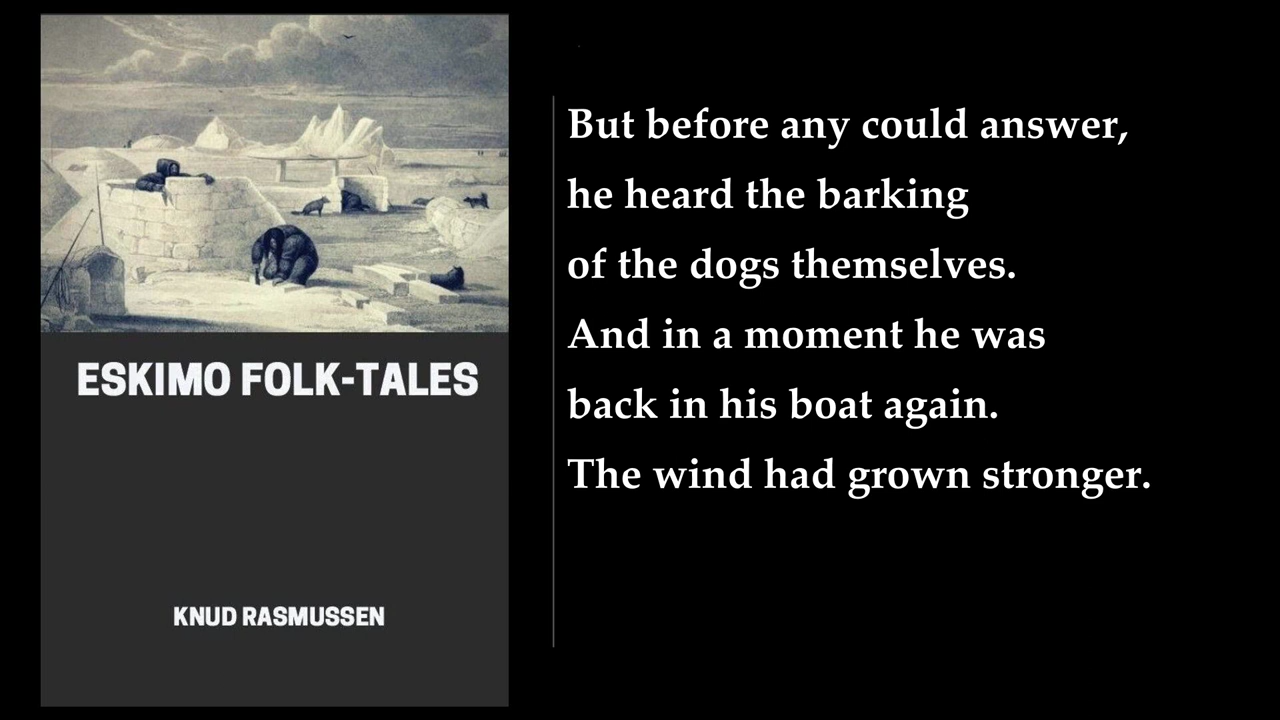 ESKIMO FOLK-TALES
KNUD RASMUSSEN
But before any could answer,
he heard the barking
of the dogs themselves.
And in a moment he was
back in his boat again.
The wind had grown stronger.